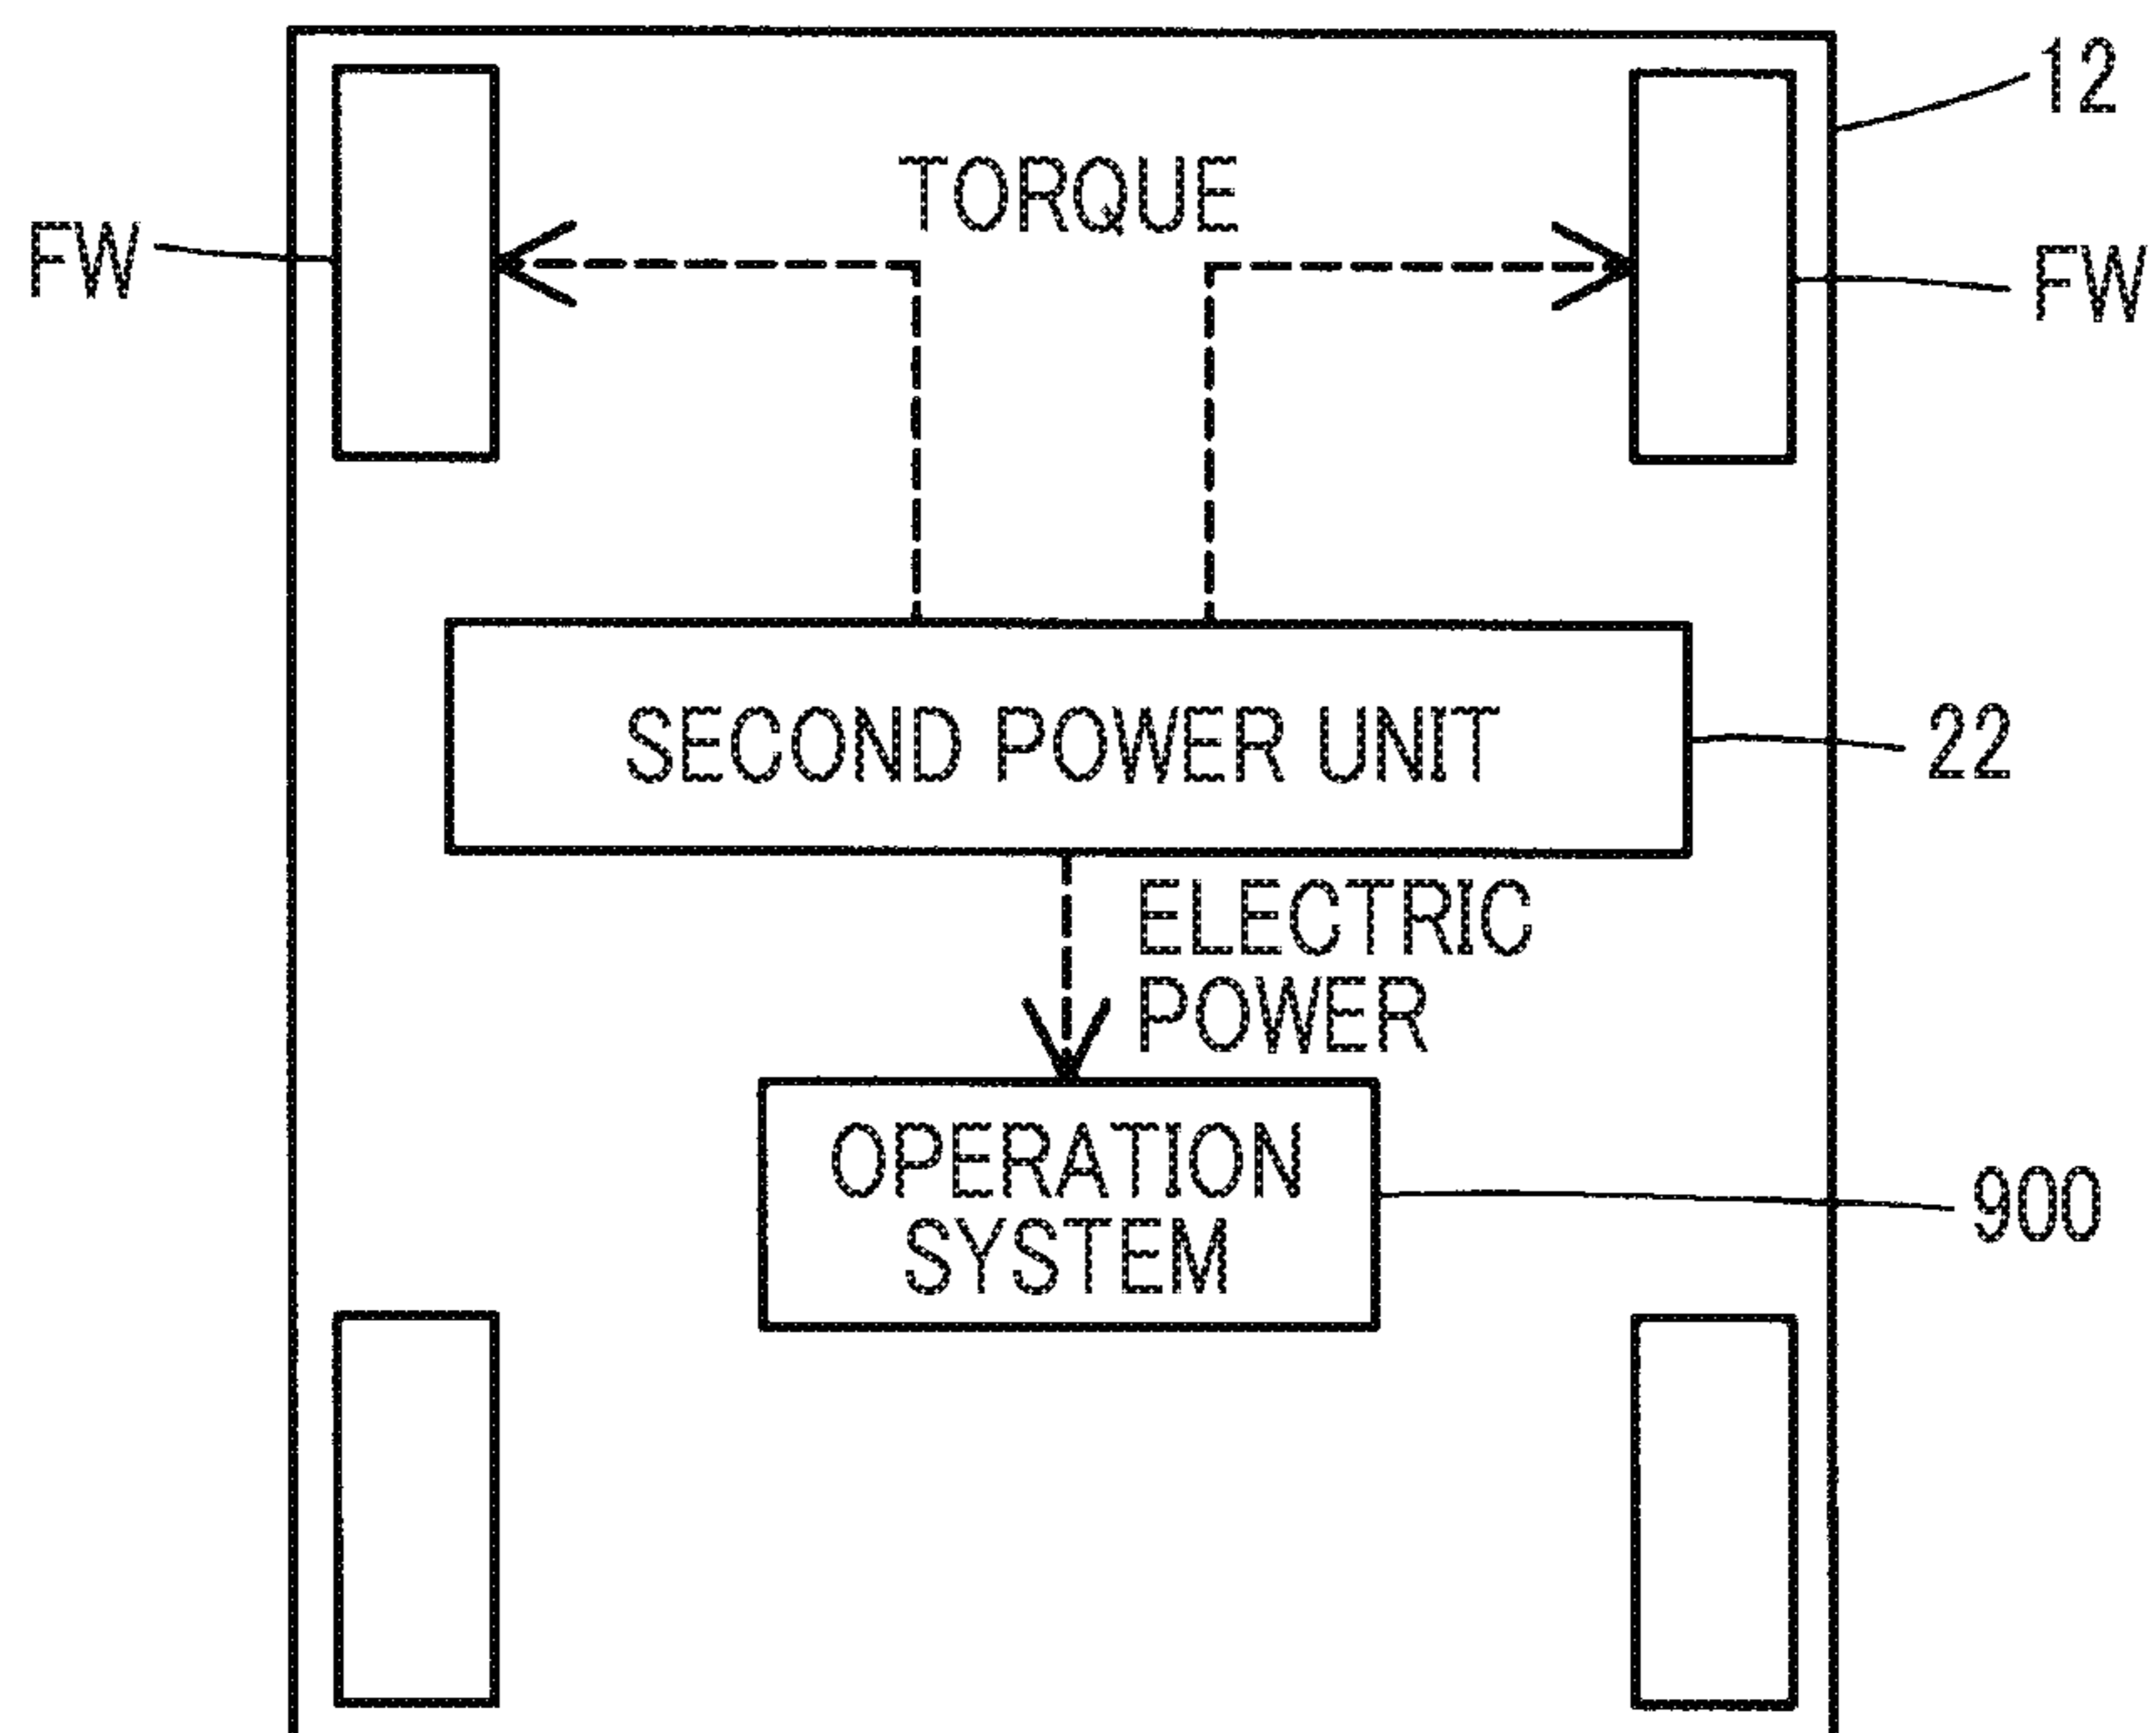 12
TORQUE
FW
FW
SECOND POWER UNIT
22
ELECTRIC
POWER
OPERATION
SYSTEM
900